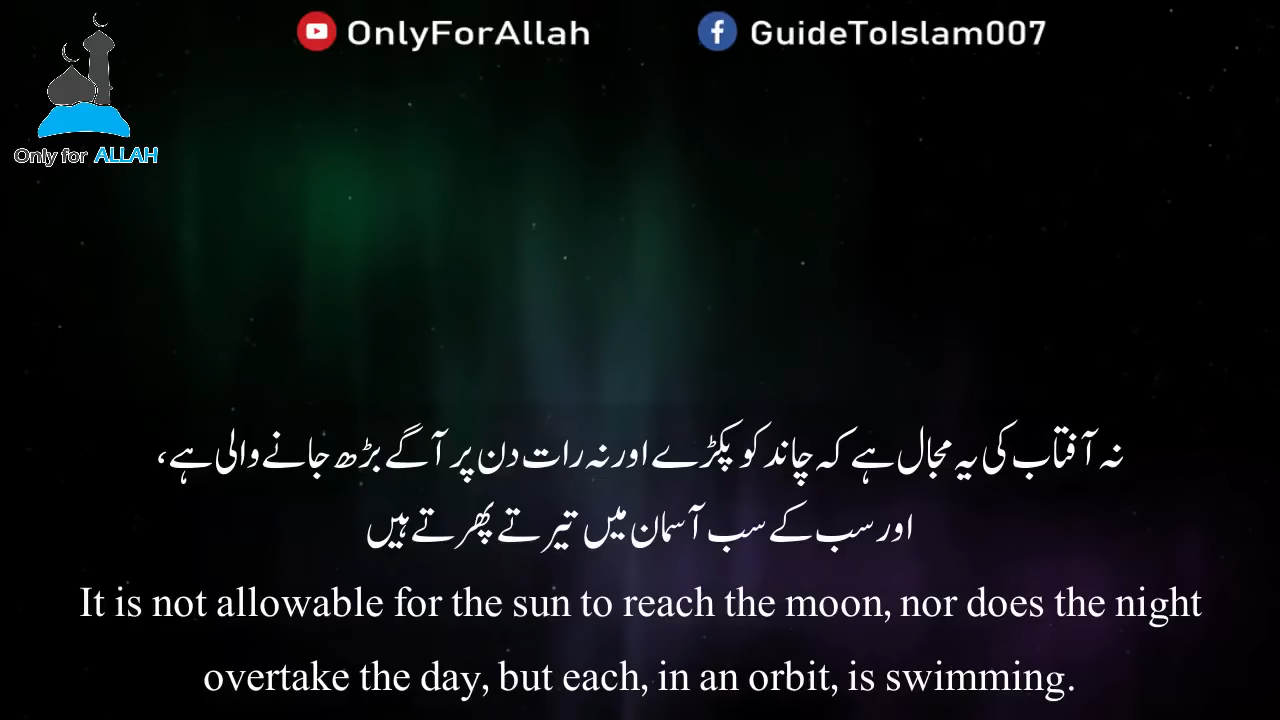 OnlyForAllah
GuideToIslam007
Only for ALLAH
نہ آفتاب کی یہ مجال ہے کہ چاند کو پکڑے اور نہ رات دن پر آگے بڑھ جانے والی ہے،
اور سب کے سب آسمان میں تیرتے پھرتے ہیں
It is not allowable for the sun to reach the moon, nor does the night
overtake the day, but each, in an orbit, is swimming.